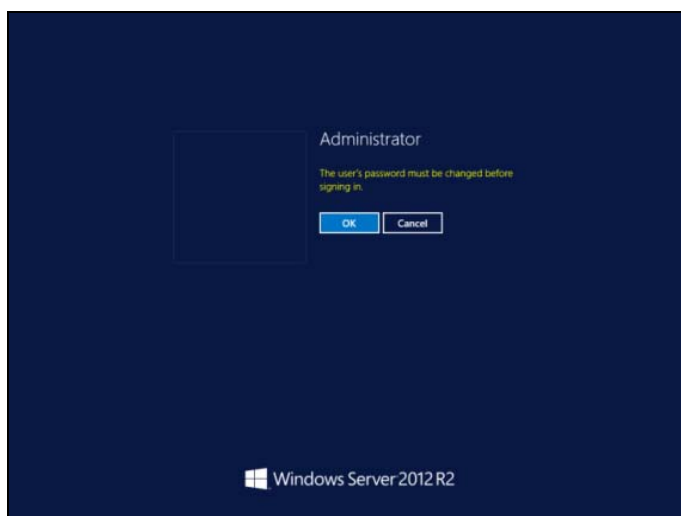 Administrator
The user's password must be changed before
signing in.
OK Cancel
Windows Server 2012 R2